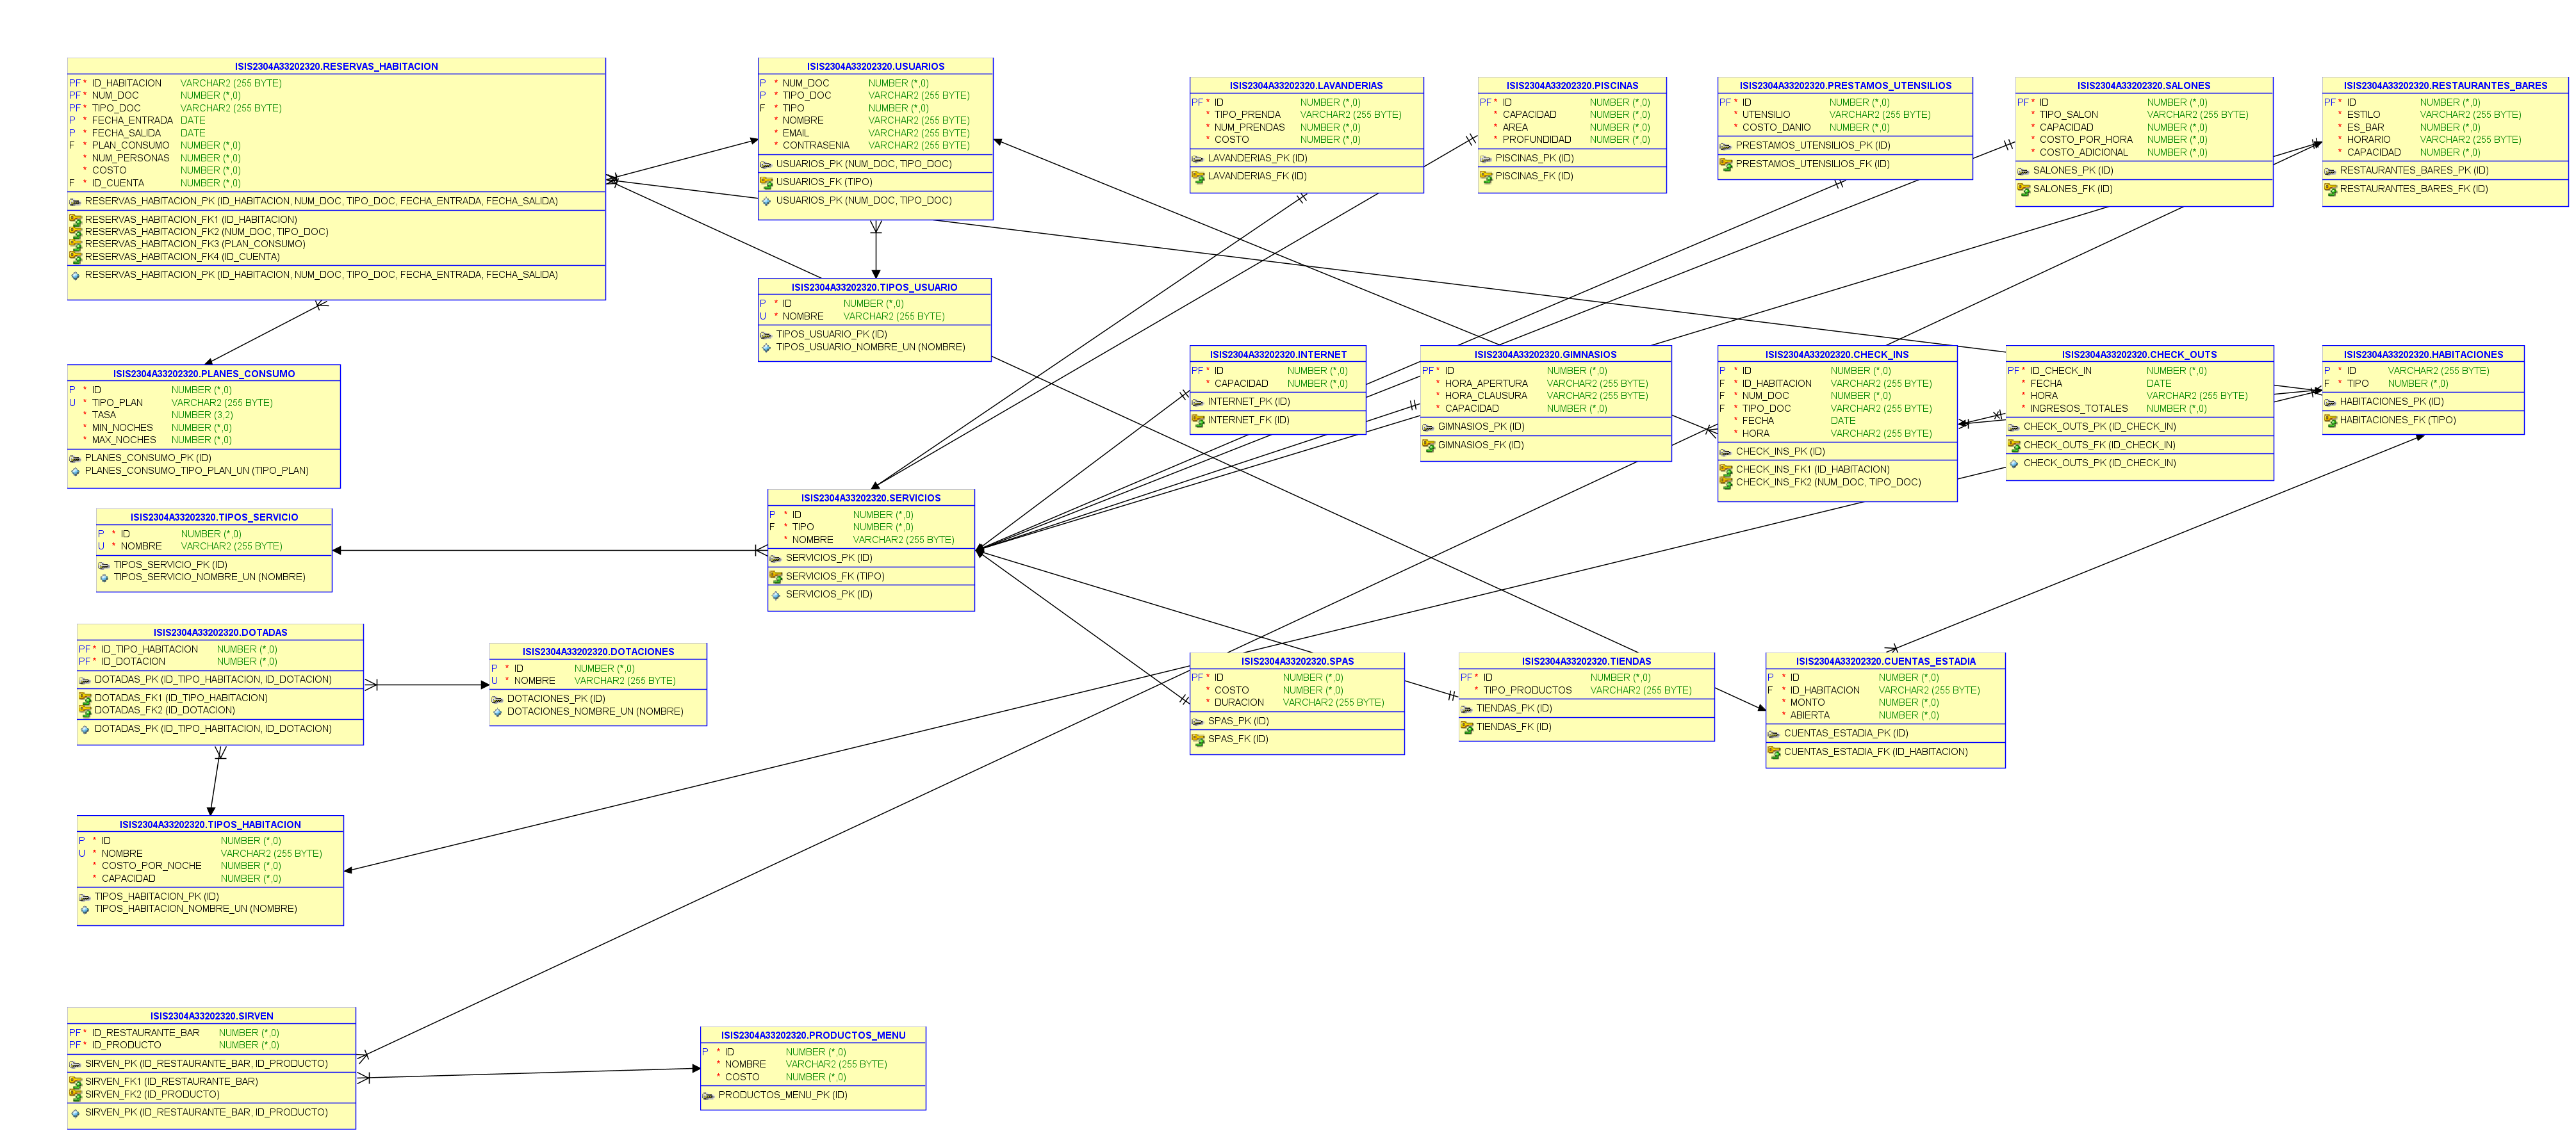 ISIS2304A33202320.RESERVAS_HABITACION
PF * ID_HABITACION VARCHAR2 (255 BYTE)
PF * NUM_DOC NUMBER (*,0)
PF * TIPO_DOC VARCHAR2 (255 BYTE)
P * FECHA_ENTRADA DATE
P * FECHA_SALIDA DATE
F * PLAN_CONSUMO NUMBER (*,0)
* NUM_PERSONAS NUMBER (*,0)
* COSTO NUMBER (*,0)
F * ID_CUENTA NUMBER (*,0)
RESERVAS_HABITACION_PK (ID_HABITACION, NUM_DOC, TIPO_DOC, FECHA_ENTRADA, FECHA_SALIDA)
RESERVAS_HABITACION_FK1 (ID_HABITACION)
RESERVAS_HABITACION_FK2 (NUM_DOC, TIPO_DOC)
RESERVAS_HABITACION_FK3 (PLAN_CONSUMO)
RESERVAS_HABITACION_FK4 (ID_CUENTA)
RESERVAS_HABITACION_PK (ID_HABITACION, NUM_DOC, TIPO_DOC, FECHA_ENTRADA, FECHA_SALIDA)
ISIS2304A33202320.USUARIOS
P * NUM_DOC NUMBER (*,0)
P * TIPO_DOC VARCHAR2 (255 BYTE)
F * TIPO NUMBER (*,0)
* NOMBRE VARCHAR2 (255 BYTE)
* EMAIL VARCHAR2 (255 BYTE)
* CONTRASENIA VARCHAR2 (255 BYTE)
USUARIOS_PK (NUM_DOC, TIPO_DOC)
USUARIOS_FK (TIPO)
USUARIOS_PK (NUM_DOC, TIPO_DOC)
ISIS2304A33202320.LAVANDERIAS
PF * ID NUMBER (*,0)
* TIPO_PRENDA VARCHAR2 (255 BYTE)
* NUM_PRENDAS NUMBER (*,0)
* COSTO NUMBER (*,0)
LAVANDERIAS_PK (ID)
LAVANDERIAS_FK (ID)
ISIS2304A33202320.PISCINAS
PF * ID NUMBER (*,0)
* CAPACIDAD NUMBER (*,0)
* AREA NUMBER (*,0)
* PROFUNDIDAD NUMBER (*,0)
PISCINAS_PK (ID)
PISCINAS_FK (ID)
ISIS2304A33202320.PRESTAMOS_UTENSILIOS
PF * ID NUMBER (*,0)
* UTENSILIO VARCHAR2 (255 BYTE)
* COSTO_DANIO NUMBER (*,0)
PRESTAMOS_UTENSILIOS_PK (ID)
PRESTAMOS_UTENSILIOS_FK (ID)
ISIS2304A33202320.SALONES
PF * ID NUMBER (*,0)
* TIPO_SALON VARCHAR2 (255 BYTE)
* CAPACIDAD NUMBER (*,0)
* COSTO_POR_HORA NUMBER (*,0)
* COSTO_ADICIONAL NUMBER (*,0)
SALONES_PK (ID)
SALONES_FK (ID)
ISIS2304A33202320.RESTAURANTES_BARES
PF * ID NUMBER (*,0)
* ESTILO VARCHAR2 (255 BYTE)
* ES_BAR NUMBER (*,0)
* HORARIO VARCHAR2 (255 BYTE)
* CAPACIDAD NUMBER (*,0)
RESTAURANTES_BARES_PK (ID)
RESTAURANTES_BARES_FK (ID)
ISIS2304A33202320.TIPOS_USUARIO
P * ID NUMBER (*,0)
U * NOMBRE VARCHAR2 (255 BYTE)
TIPOS_USUARIO_PK (ID)
TIPOS_USUARIO_NOMBRE_UN (NOMBRE)
ISIS2304A33202320.PLANES_CONSUMO
P * ID NUMBER (*,0)
U * TIPO_PLAN VARCHAR2 (255 BYTE)
* TASA NUMBER (3,2)
* MIN_NOCHES NUMBER (*,0)
* MAX_NOCHES NUMBER (*,0)
PLANES_CONSUMO_PK (ID)
PLANES_CONSUMO_TIPO_PLAN_UN (TIPO_PLAN)
ISIS2304A33202320.INTERNET
PF * ID NUMBER (*,0)
* CAPACIDAD NUMBER (*,0)
INTERNET_PK (ID)
INTERNET_FK (ID)
ISIS2304A33202320.GIMNASIOS
PF * ID NUMBER (*,0)
* HORA_APERTURA VARCHAR2 (255 BYTE)
* HORA_CLAUSURA VARCHAR2 (255 BYTE)
* CAPACIDAD NUMBER (*,0)
GIMNASIOS_PK (ID)
GIMNASIOS_FK (ID)
ISIS2304A33202320.CHECK_INS
P * ID NUMBER (*,0)
F * ID_HABITACION VARCHAR2 (255 BYTE)
F * NUM_DOC NUMBER (*,0)
F * TIPO_DOC VARCHAR2 (255 BYTE)
* FECHA DATE
* HORA VARCHAR2 (255 BYTE)
CHECK_INS_PK (ID)
CHECK_INS_FK1 (ID_HABITACION)
CHECK_INS_FK2 (NUM_DOC, TIPO_DOC)
ISIS2304A33202320.CHECK_OUTS
PF * ID_CHECK_IN NUMBER (*,0)
* FECHA DATE
* HORA VARCHAR2 (255 BYTE)
* INGRESOS_TOTALES NUMBER (*,0)
CHECK_OUTS_PK (ID_CHECK_IN)
CHECK_OUTS_FK (ID_CHECK_IN)
CHECK_OUTS_PK (ID_CHECK_IN)
ISIS2304A33202320.HABITACIONES
P * ID VARCHAR2 (255 BYTE)
F * TIPO NUMBER (*,0)
HABITACIONES_PK (ID)
HABITACIONES_FK (TIPO)
ISIS2304A33202320.TIPOS_SERVICIO
P * ID NUMBER (*,0)
U * NOMBRE VARCHAR2 (255 BYTE)
TIPOS_SERVICIO_PK (ID)
TIPOS_SERVICIO_NOMBRE_UN (NOMBRE)
ISIS2304A33202320.SERVICIOS
P * ID NUMBER (*,0)
F * TIPO NUMBER (*,0)
* NOMBRE VARCHAR2 (255 BYTE)
SERVICIOS_PK (ID)
SERVICIOS_FK (TIPO)
SERVICIOS_PK (ID)
ISIS2304A33202320.DOTADAS
PF * ID_TIPO_HABITACION NUMBER (*,0)
PF * ID_DOTACION NUMBER (*,0)
DOTADAS_PK (ID_TIPO_HABITACION, ID_DOTACION)
DOTADAS_FK1 (ID_TIPO_HABITACION)
DOTADAS_FK2 (ID_DOTACION)
DOTADAS_PK (ID_TIPO_HABITACION, ID_DOTACION)
ISIS2304A33202320.DOTACIONES
P * ID NUMBER (*,0)
U * NOMBRE VARCHAR2 (255 BYTE)
DOTACIONES_PK (ID)
DOTACIONES_NOMBRE_UN (NOMBRE)
ISIS2304A33202320.SPAS
PF * ID NUMBER (*,0)
* COSTO NUMBER (*,0)
* DURACION VARCHAR2 (255 BYTE)
SPAS_PK (ID)
SPAS_FK (ID)
ISIS2304A33202320.TIENDAS
PF * ID NUMBER (*,0)
* TIPO_PRODUCTOS VARCHAR2 (255 BYTE)
TIENDAS_PK (ID)
TIENDAS_FK (ID)
ISIS2304A33202320.CUENTAS_ESTADIA
P * ID NUMBER (*,0)
F * ID_HABITACION VARCHAR2 (255 BYTE)
* MONTO NUMBER (*,0)
* ABIERTA NUMBER (*,0)
CUENTAS_ESTADIA_PK (ID)
CUENTAS_ESTADIA_FK (ID_HABITACION)
ISIS2304A33202320.TIPOS_HABITACION
P * ID NUMBER (*,0)
U * NOMBRE VARCHAR2 (255 BYTE)
* COSTO_POR_NOCHE NUMBER (*,0)
* CAPACIDAD NUMBER (*,0)
TIPOS_HABITACION_PK (ID)
TIPOS_HABITACION_NOMBRE_UN (NOMBRE)
ISIS2304A33202320.SIRVEN
PF * ID_RESTAURANTE_BAR NUMBER (*,0)
PF * ID_PRODUCTO NUMBER (*,0)
SIRVEN_PK (ID_RESTAURANTE_BAR, ID_PRODUCTO)
SIRVEN_FK1 (ID_RESTAURANTE_BAR)
SIRVEN_FK2 (ID_PRODUCTO)
SIRVEN_PK (ID_RESTAURANTE_BAR, ID_PRODUCTO)
ISIS2304A33202320.PRODUCTOS_MENU
P * ID NUMBER (*,0)
* NOMBRE VARCHAR2 (255 BYTE)
* COSTO NUMBER (*,0)
PRODUCTOS_MENU_PK (ID)